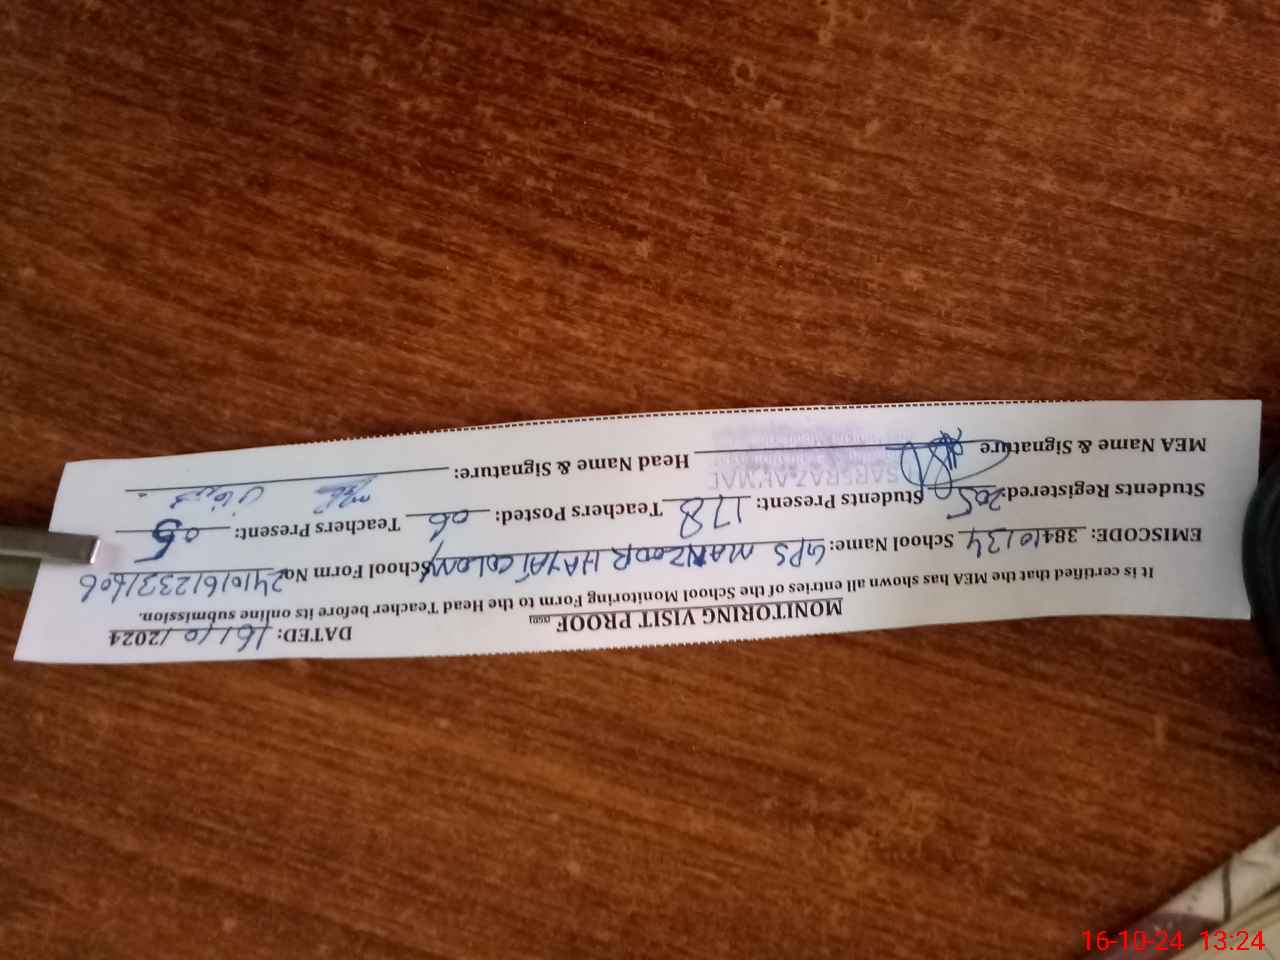 MONITORING VISIT PROOF DATED: 16/10/2024
It is certified that the MEA has shown all entries of the School Monitoring Form to the Head Teacher before its online submission.
EMISCODE: 38410134 School Name: GPS MANZOOR HAYAT COLONY School Form No 24101612331606
Students Registered: 205 Students Present: 178 Teachers Posted: 06 Teachers Present: 05
MEA Name & Signature SARFRAZ AHMAD Head Name & Signature:
16-10-24 13:24